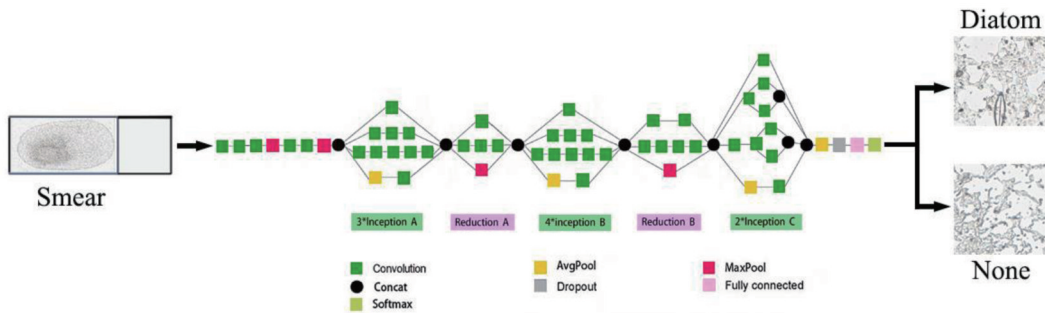 Diatom
Smear
3*Inception A
Reduction A
4*inception B
Reduction B
2*Inception C
Convolution
AvgPool
MaxPool
Concat
Dropout
Fully connected
Softmax
None